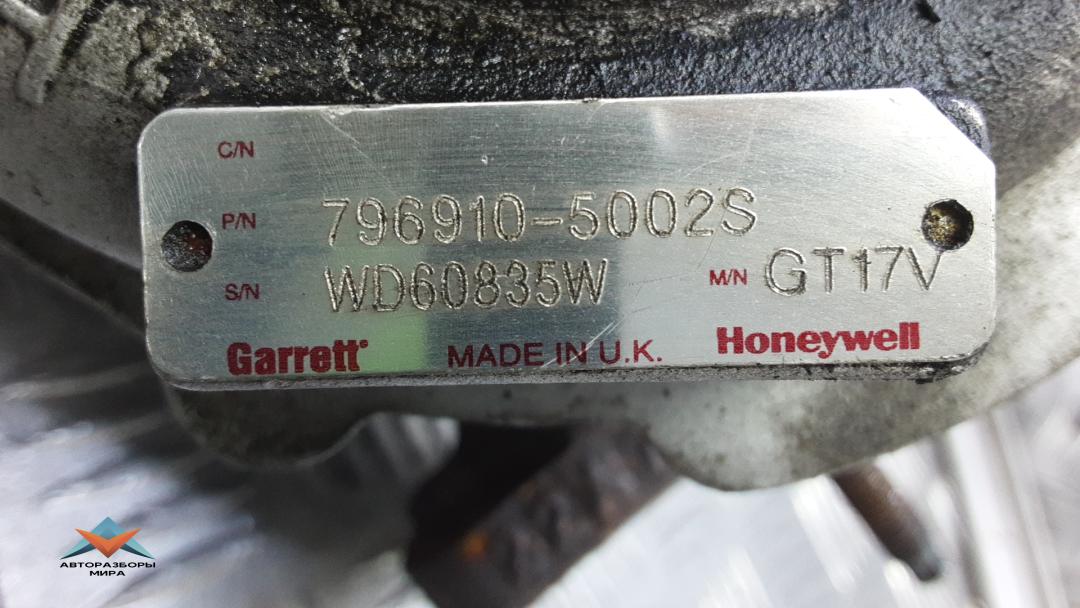 C/N
P/N 796910-5002S
S/N WD60835W M/N GT17V
Garrett MADE IN U.K. Honeywell
АВТОРАЗБОРЫ
МИРА